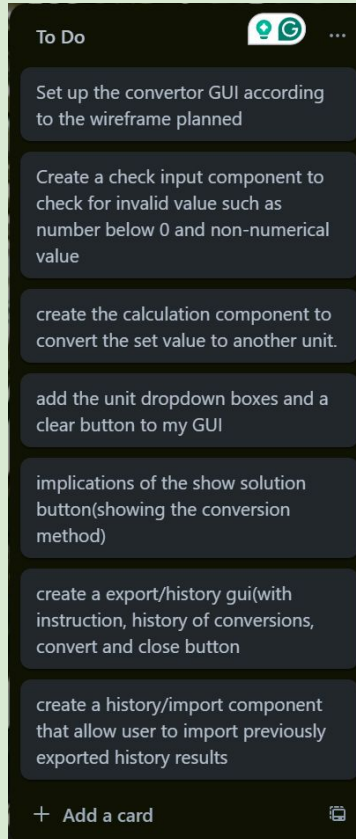 To Do
Set up the convertor GUI according
to the wireframe planned
Create a check input component to
check for invalid value such as
number below 0 and non-numerical
value
create the calculation component to
convert the set value to another unit.
add the unit dropdown boxes and a
clear button to my GUI
implications of the show solution
button(showing the conversion
method)
create a export/history gui(with
instruction, history of conversions,
convert and close button
create a history/import component
that allow user to import previously
exported history results
+ Add a card